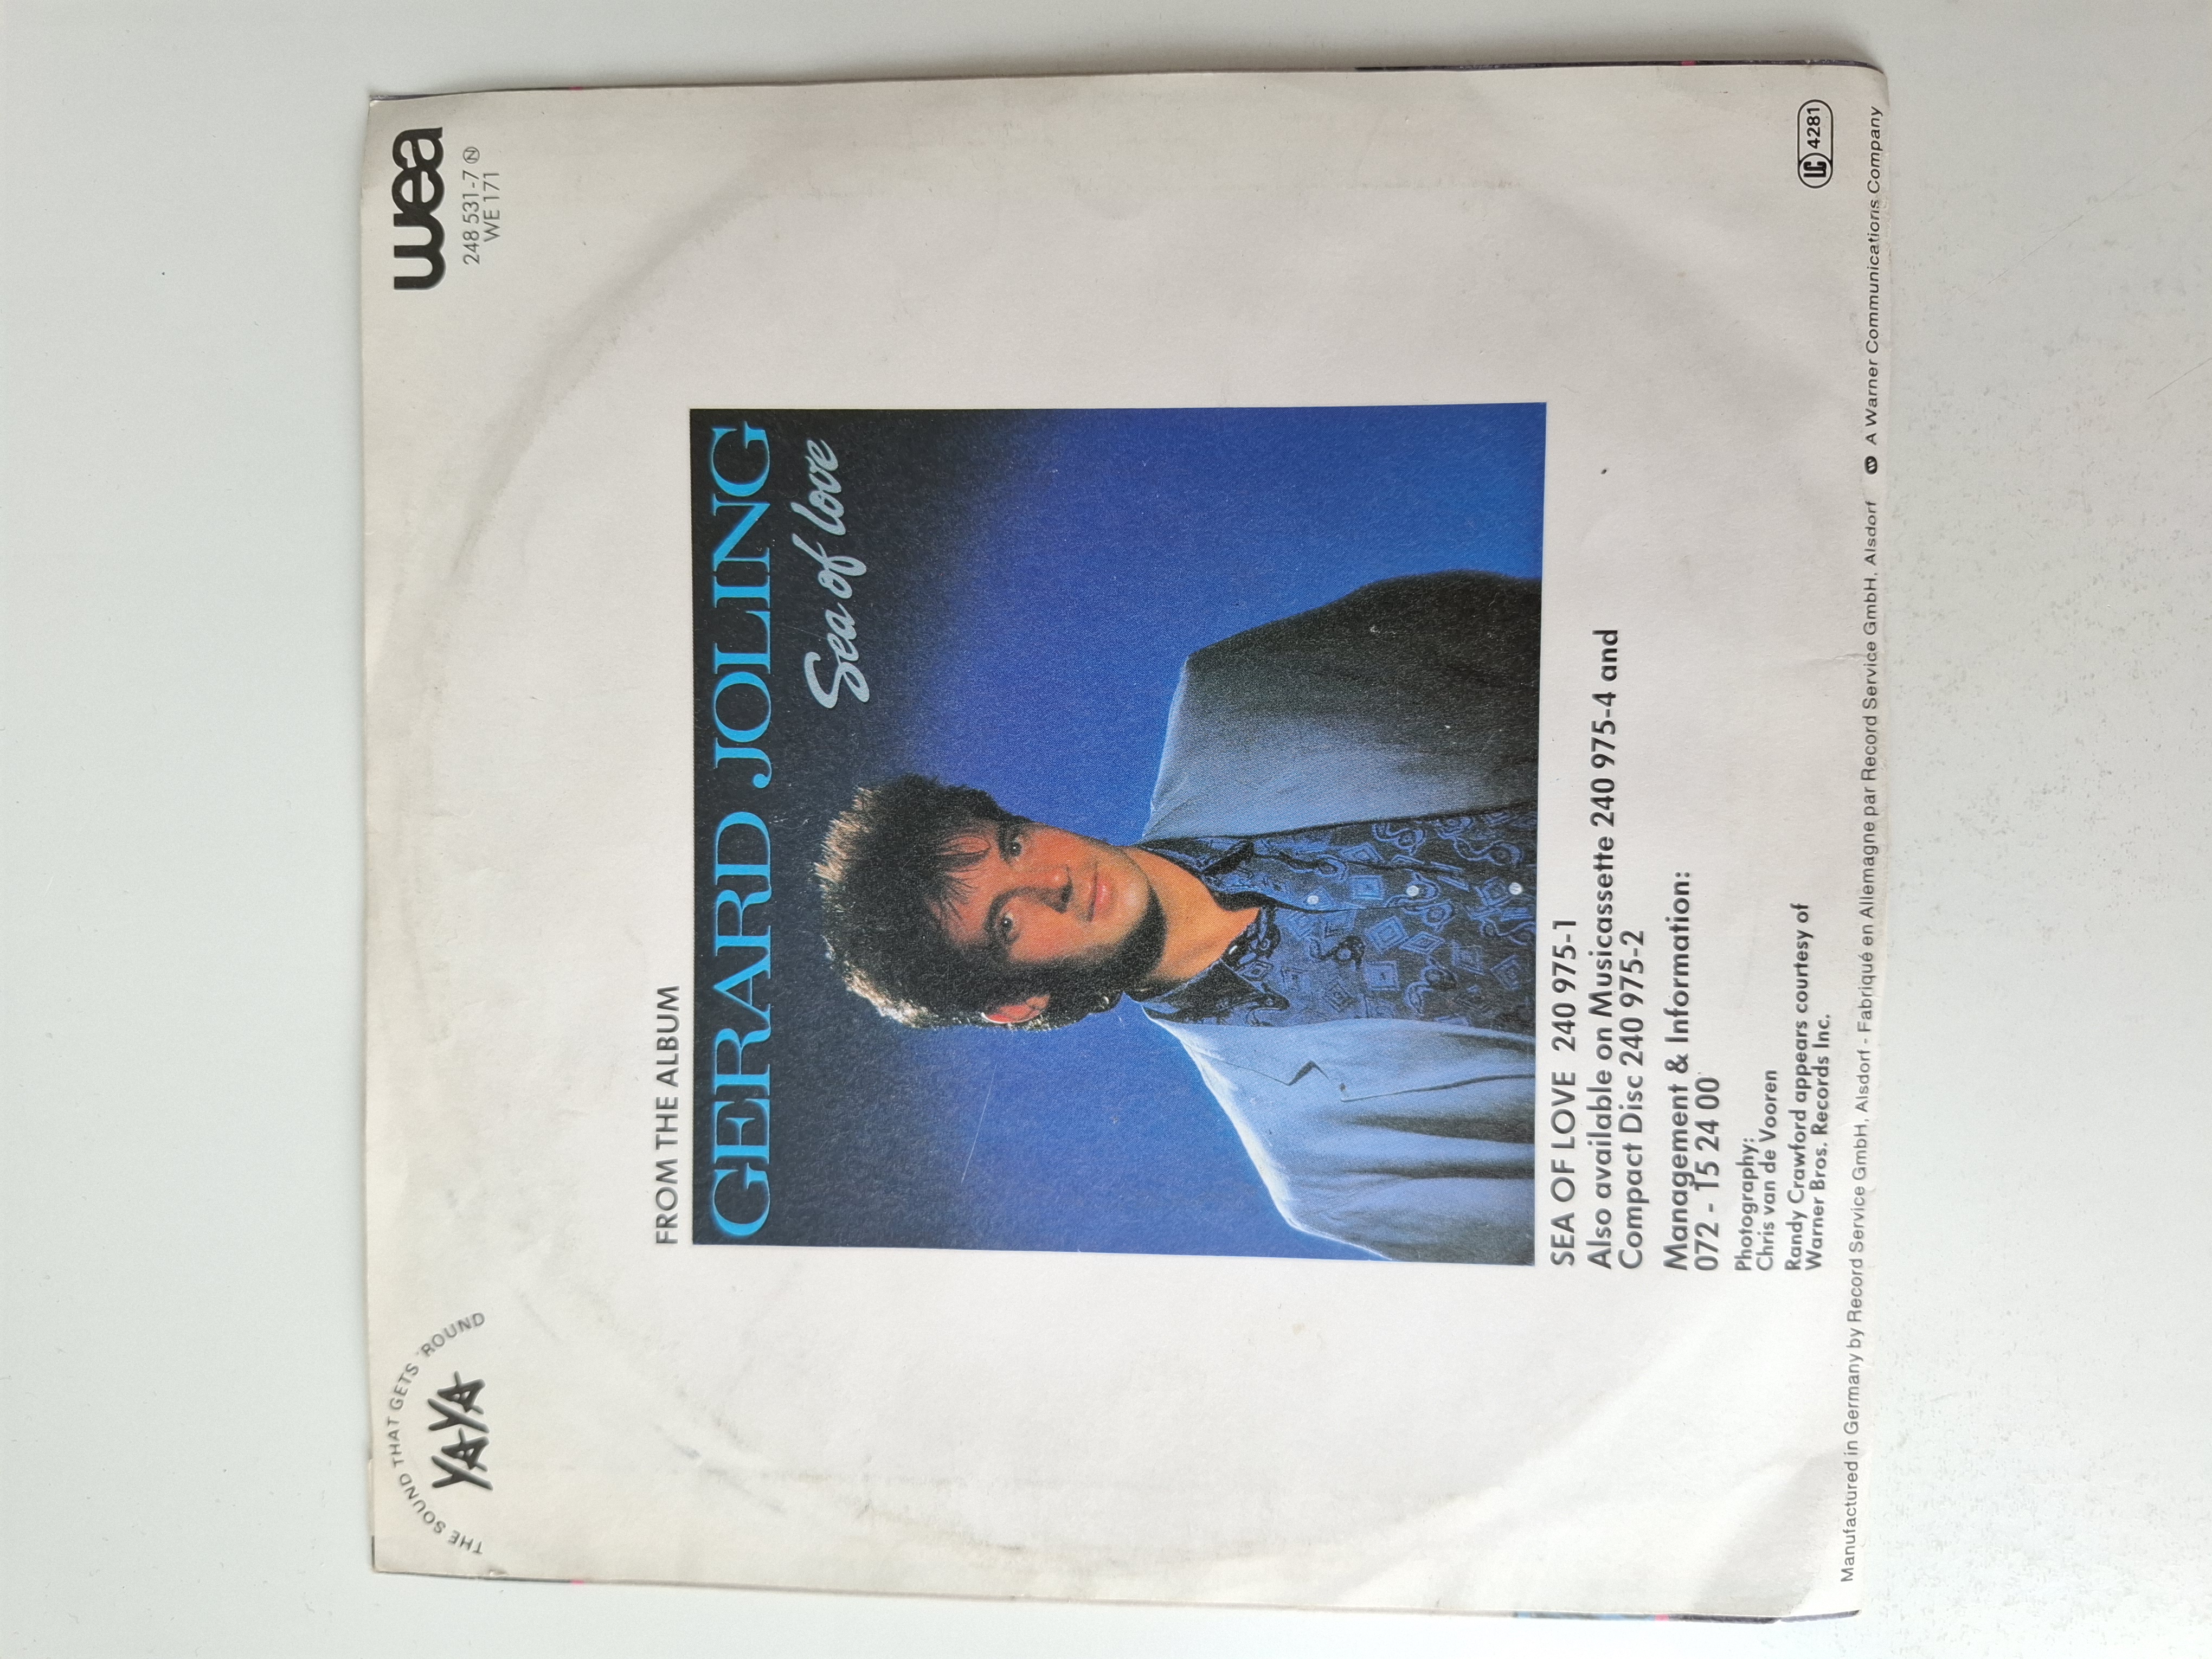 THE SOUND THAT GETS 'ROUND
YAYA
wea
248 531-7 Ⓝ
WE 171
FROM THE ALBUM
GERARD JOLING
Sea of love
SEA OF LOVE 240 975-1
Also available on Musicassette 240 975-4 and
Compact Disc 240 975-2
Management & Information:
072 - 15 24 00
Photography:
Chris van de Vooren
Randy Crawford appears courtesy of
Warner Bros. Records Inc.
LC 4281
Manufactured in Germany by Record Service GmbH, Alsdorf - Fabriqué en Allemagne par Record Service GmbH, Alsdorf A Warner Communications Company